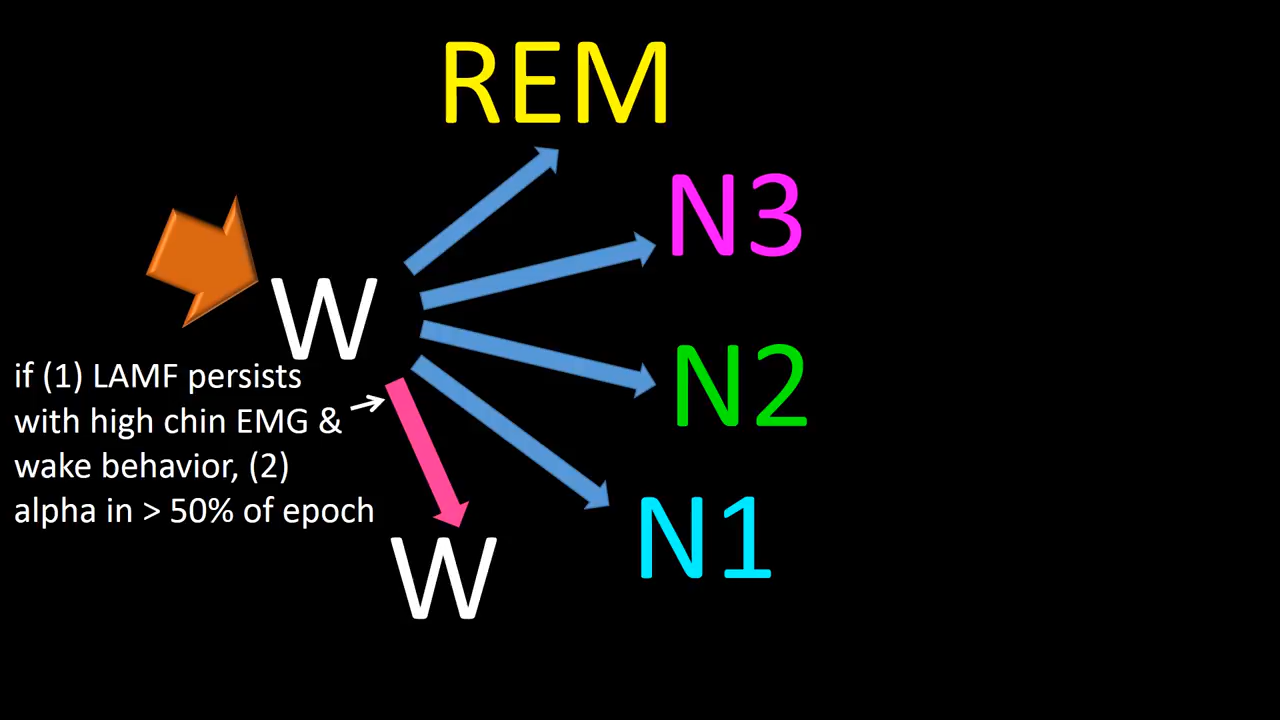 REM
N3
W
if (1) LAMF persists
with high chin EMG &
wake behavior, (2)
alpha in > 50% of epoch
N2
N1
W